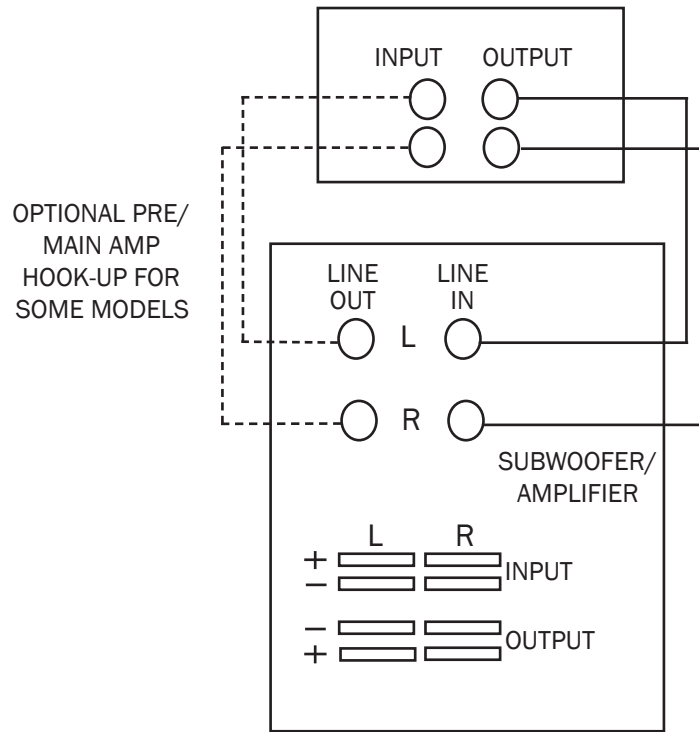 INPUT OUTPUT
OPTIONAL PRE/
MAIN AMP
HOOK-UP FOR
SOME MODELS
LINE OUT
LINE IN
L
R
SUBWOOFER/
AMPLIFIER
L R
+
− INPUT
− OUTPUT
+